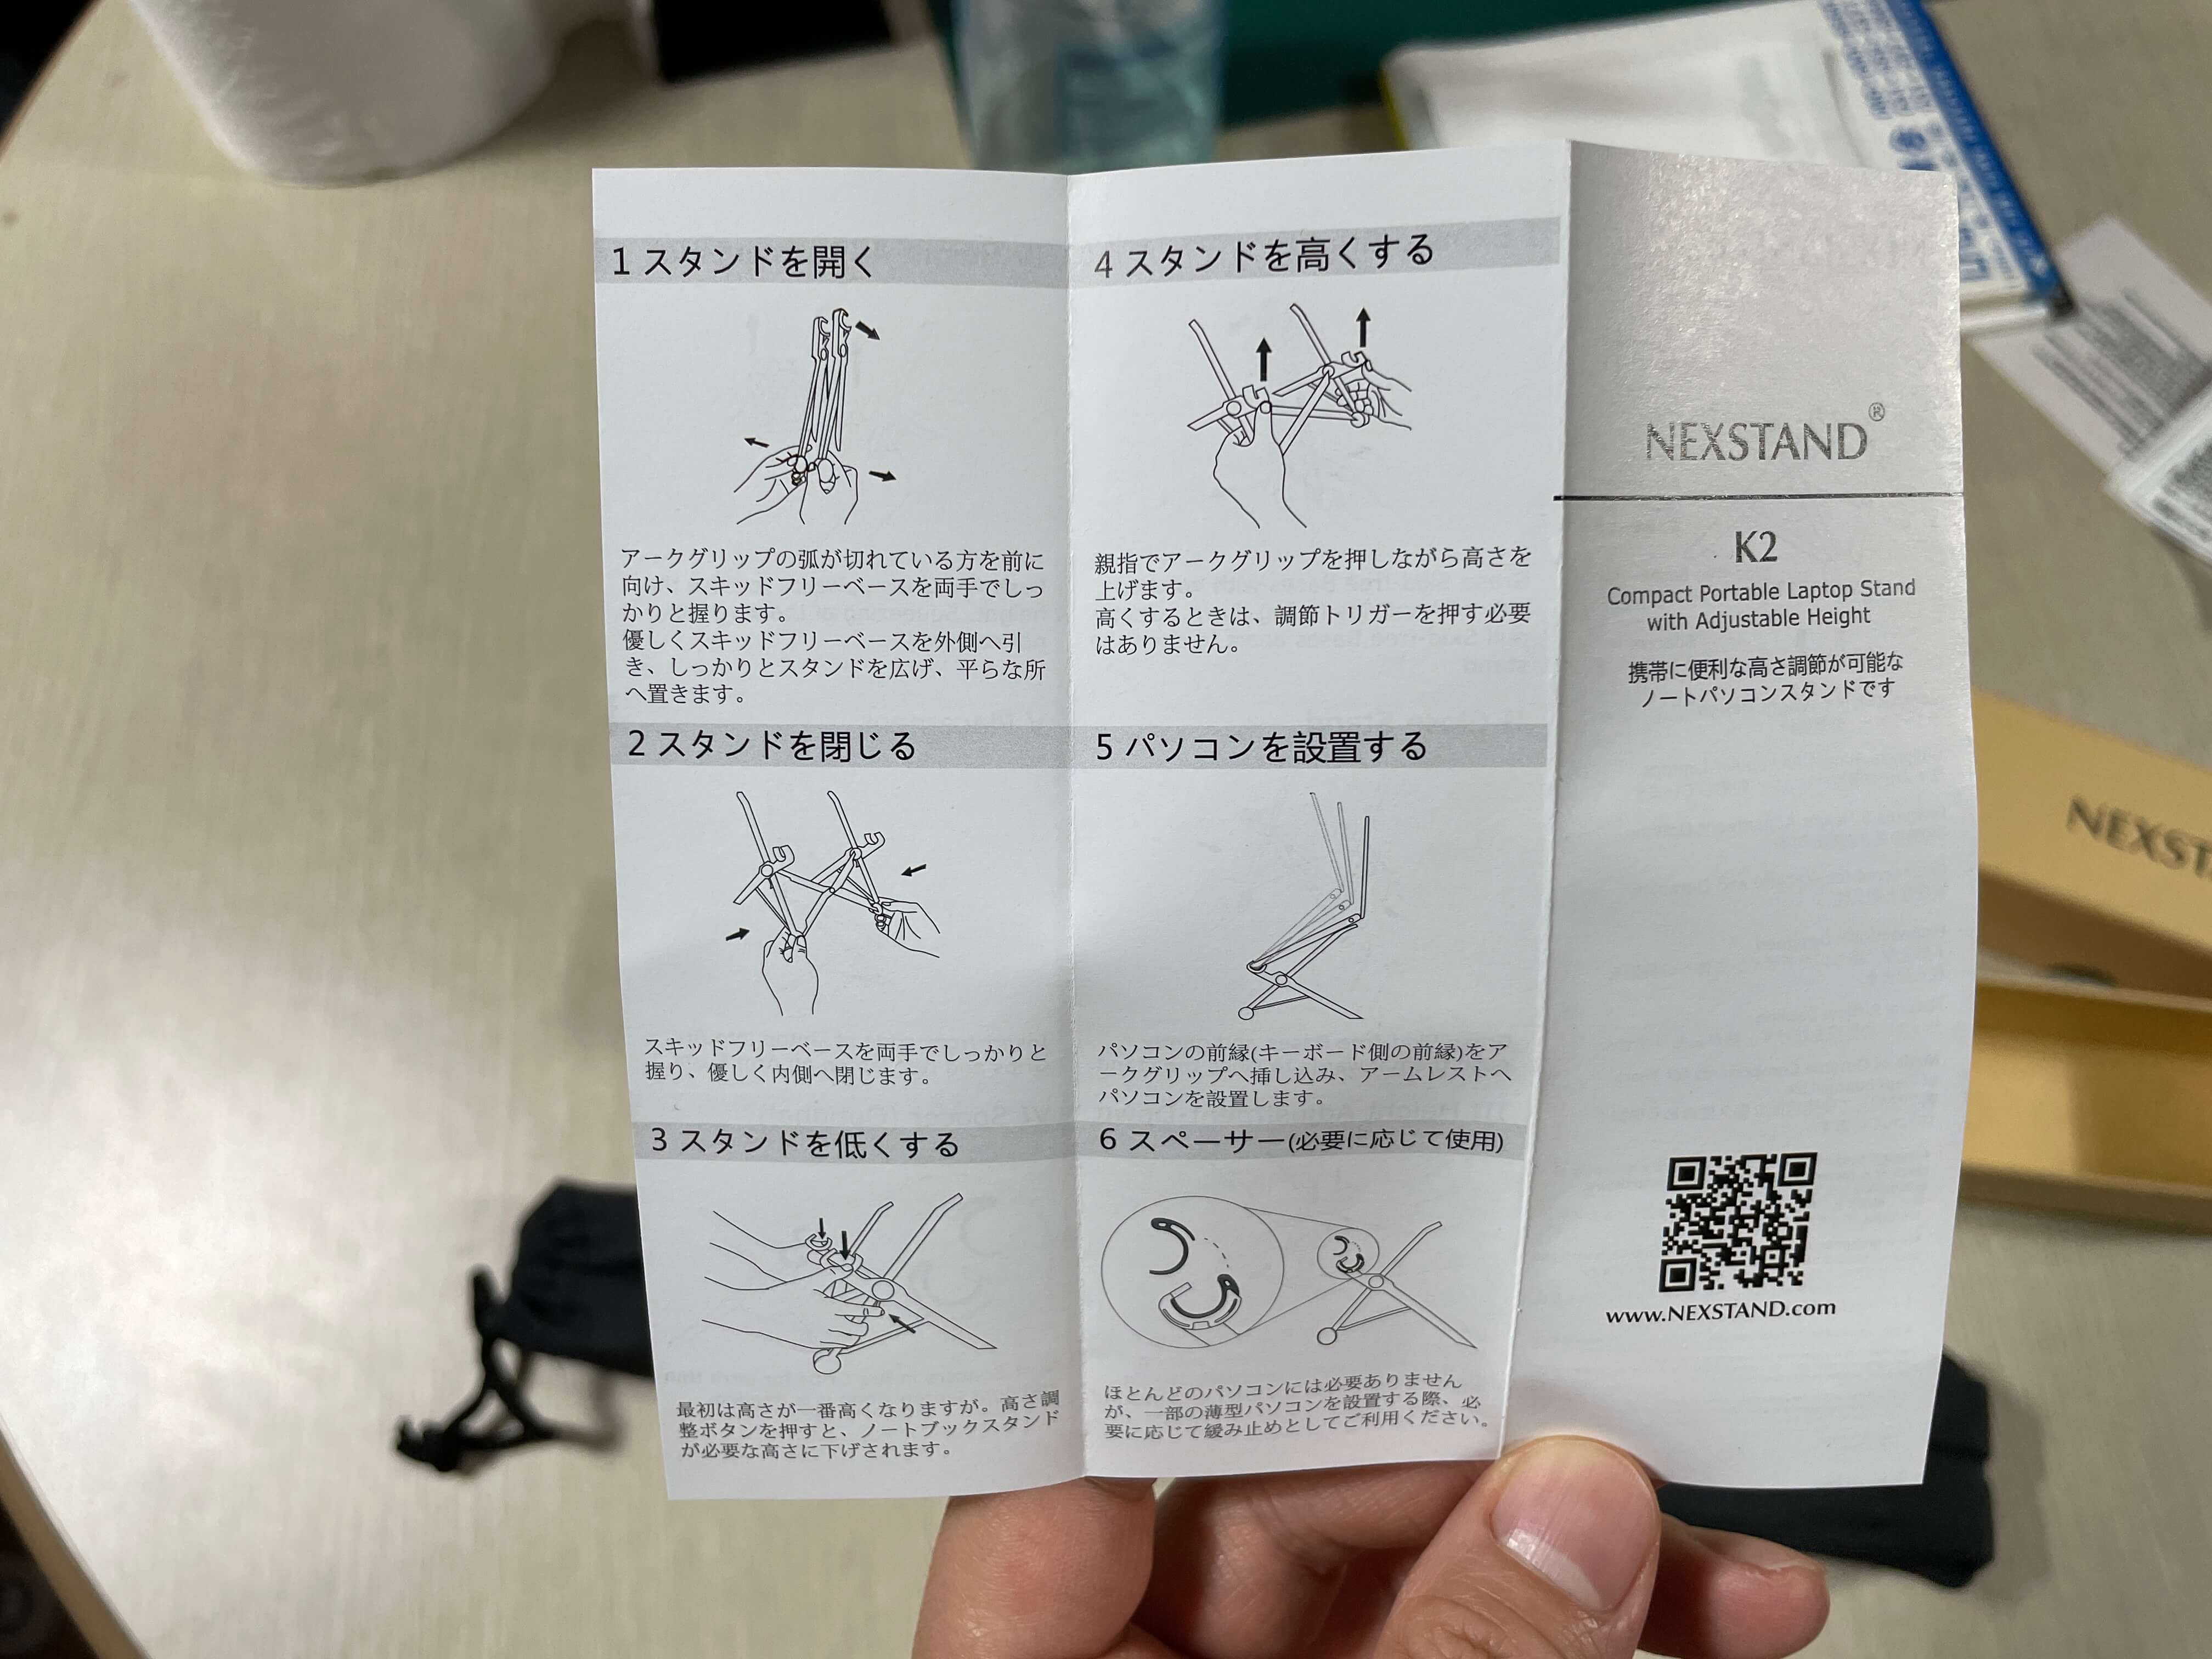 1 スタンドを開く
アークグリップの弧が切れている方を前に
向け、スキッドフリーベースを両手でしっ
かりと握ります。
優しくスキッドフリーベースを外側へ引
き、しっかりとスタンドを広げ、平らな所
へ置きます。
2 スタンドを閉じる
スキッドフリーベースを両手でしっかりと
握り、優しく内側へ閉じます。
3 スタンドを低くする
最初は高さが一番高くなりますが。高さ調
整ボタンを押すと、ノートブックスタンド
が必要な高さに下げされます。
4 スタンドを高くする
親指でアークグリップを押しながら高さを
上げます。
高くするときは、調節トリガーを押す必要
はありません。
5 パソコンを設置する
パソコンの前縁(キーボード側の前縁)をア
ークグリップへ挿し込み、アームレストへ
パソコンを設置します。
6 スペーサー(必要に応じて使用)
ほとんどのパソコンには必要ありません
が、一部の薄型パソコンを設置する際、必
要に応じて緩み止めとしてご利用ください。
NEXSTAND®
K2
Compact Portable Laptop Stand
with Adjustable Height
携帯に便利な高さ調節が可能な
ノートパソコンスタンドです
www.NEXSTAND.com
NEXST